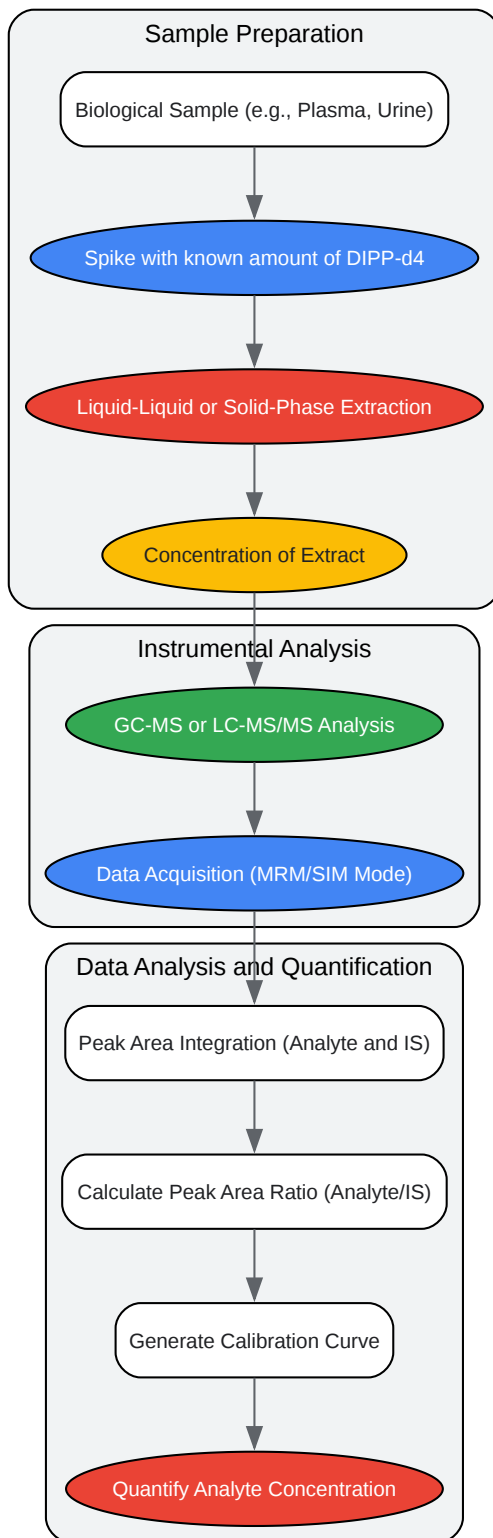 Sample Preparation
Biological Sample (e.g., Plasma, Urine)
Spike with known amount of DIPP-d4
Liquid-Liquid or Solid-Phase Extraction
Concentration of Extract
Instrumental Analysis
GC-MS or LC-MS/MS Analysis
Data Acquisition (MRM/SIM Mode)
Data Analysis and Quantification
Peak Area Integration (Analyte and IS)
Calculate Peak Area Ratio (Analyte/IS)
Generate Calibration Curve
Quantify Analyte Concentration